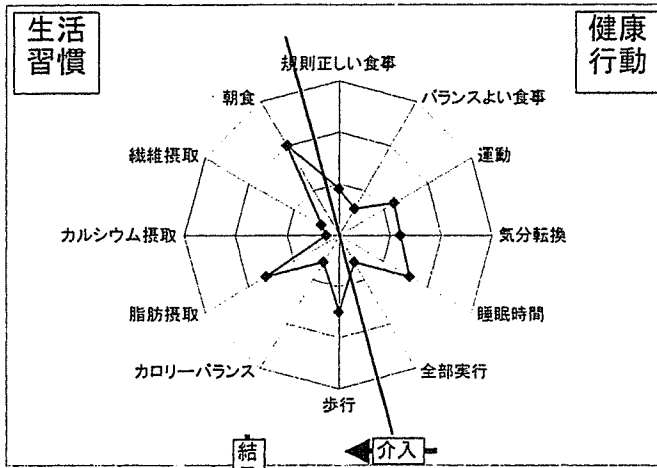 生活
習慣
健康
行動
規則正しい食事
朝食
バランスよい食事
繊維摂取
運動
カルシウム摂取
気分転換
脂肪摂取
睡眠時間
カロリーバランス
全部実行
歩行
結
介入